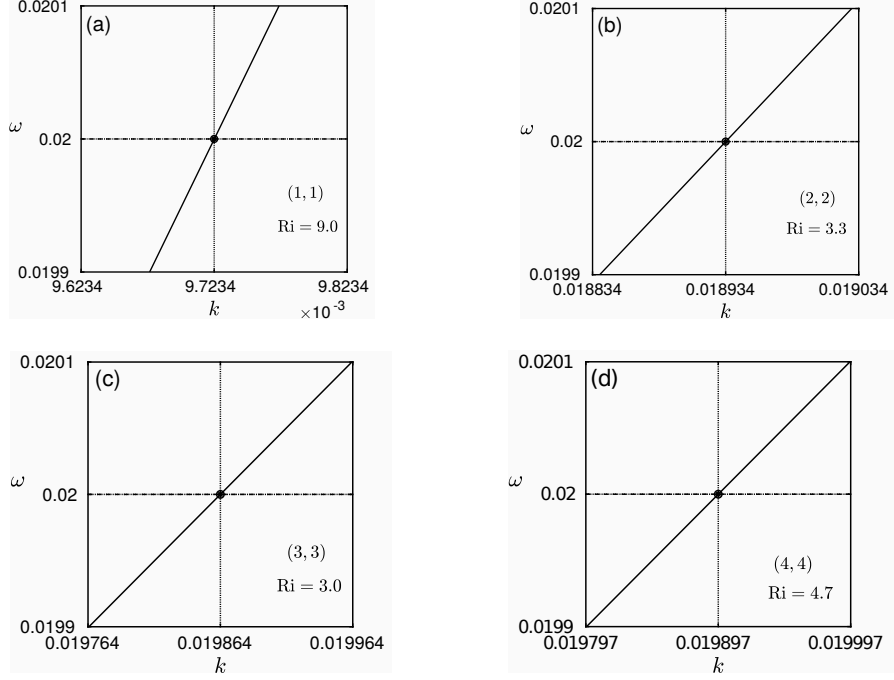 (a)
0.0201
ω
0.02
(1, 1)
Ri = 9.0
0.0199
9.6234 9.7234 9.8234
k
×10⁻³
(b)
0.0201
ω
0.02
(2, 2)
Ri = 3.3
0.0199
0.018834 0.018934 0.019034
k
(c)
0.0201
ω
0.02
(3, 3)
Ri = 3.0
0.0199
0.019764 0.019864 0.019964
k
(d)
0.0201
ω
0.02
(4, 4)
Ri = 4.7
0.0199
0.019797 0.019897 0.019997
k